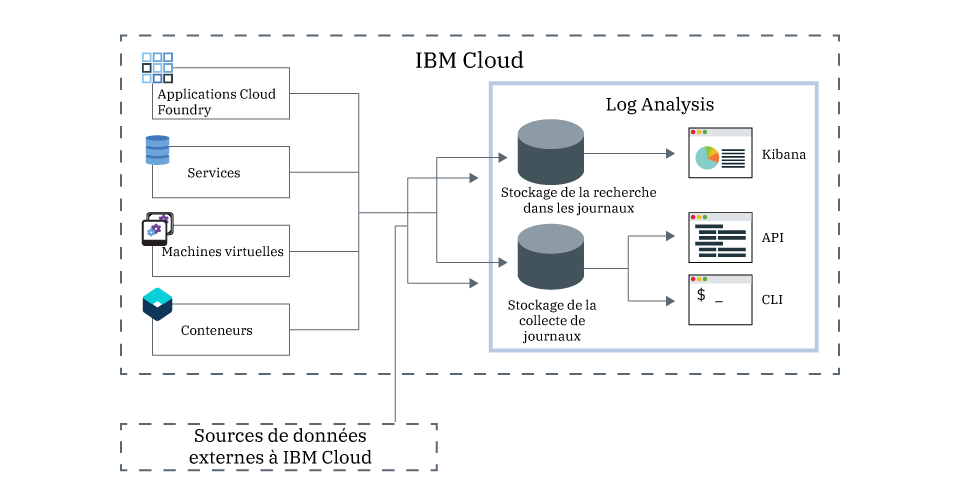 IBM Cloud
Applications Cloud
Foundry
Services
Machines virtuelles
Conteneurs
Log Analysis
Stockage de la recherche
dans les journaux
Kibana
Stockage de la
collecte de
journaux
API
$ _
CLI
Sources de données
externes à IBM Cloud